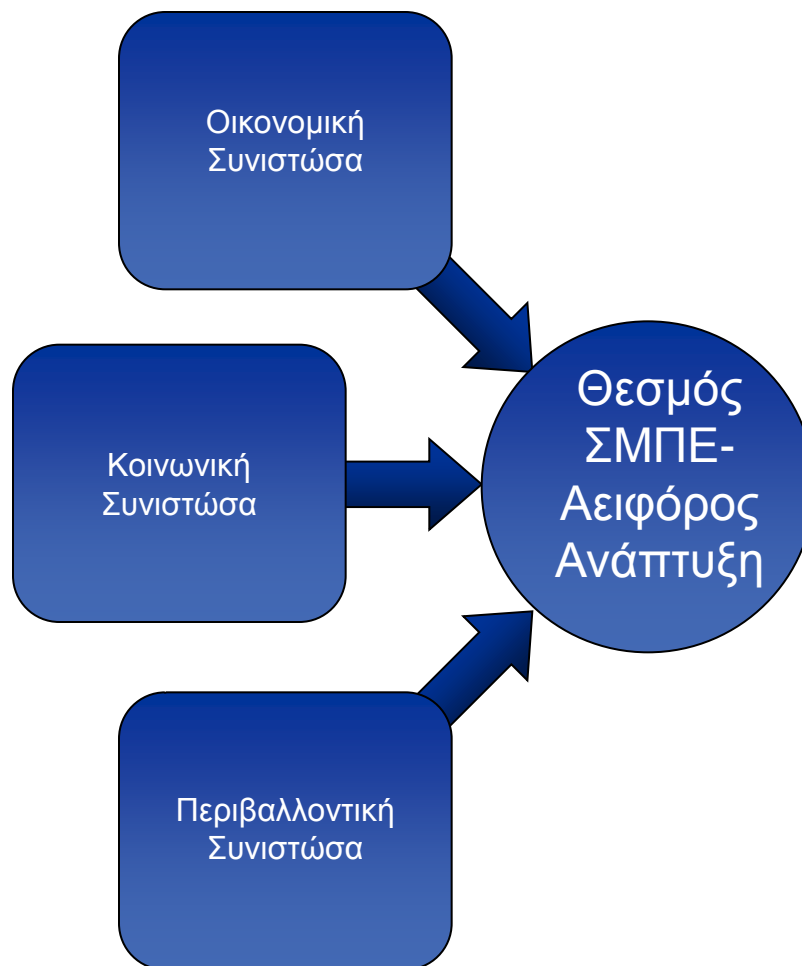 Οικονομική
Συνιστώσα
Κοινωνική
Συνιστώσα
Περιβαλλοντική
Συνιστώσα
Θεσμός
ΣΜΠΕ-
Αειφόρος
Ανάπτυξη